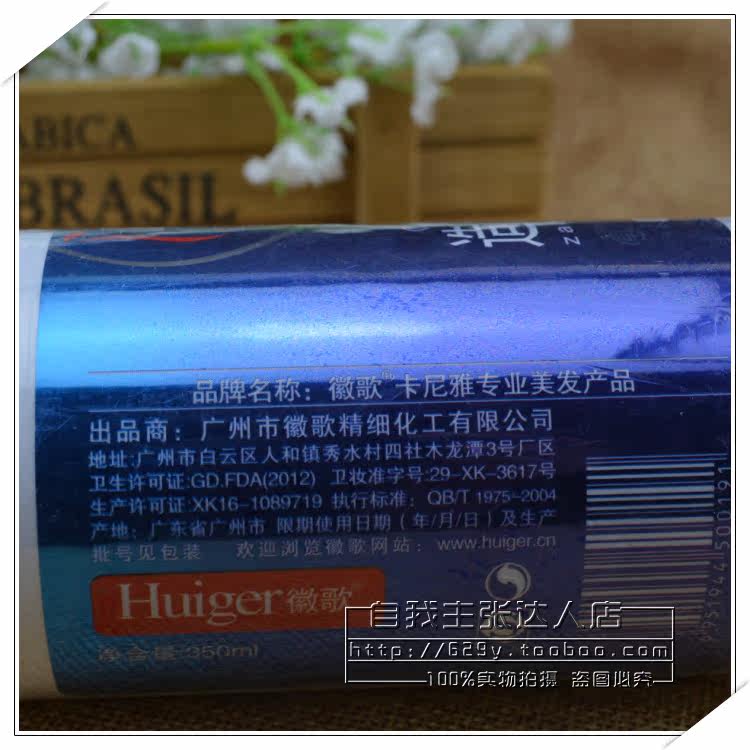 ABICA
BRASIL
造
za
品牌名称：徽歌® 卡尼雅专业美发产品
出品商：广州市徽歌精细化工有限公司
地址:广州市白云区人和镇秀水村四社木龙潭3号厂区
卫生许可证:GD.FDA(2012) 卫妆准字号:29-XK-3617号
生产许可证:XK16-1089719 执行标准：QB/T 1975-2004
产地：广东省广州市 限期使用日期（年/月/日）及生产
批号见包装 欢迎浏览徽歌网站：www.huiger.cn
Huiger徽歌
净含量:350ml
自我主张达人店
http://629y.taobao.com
100%实物拍摄 盗图必究